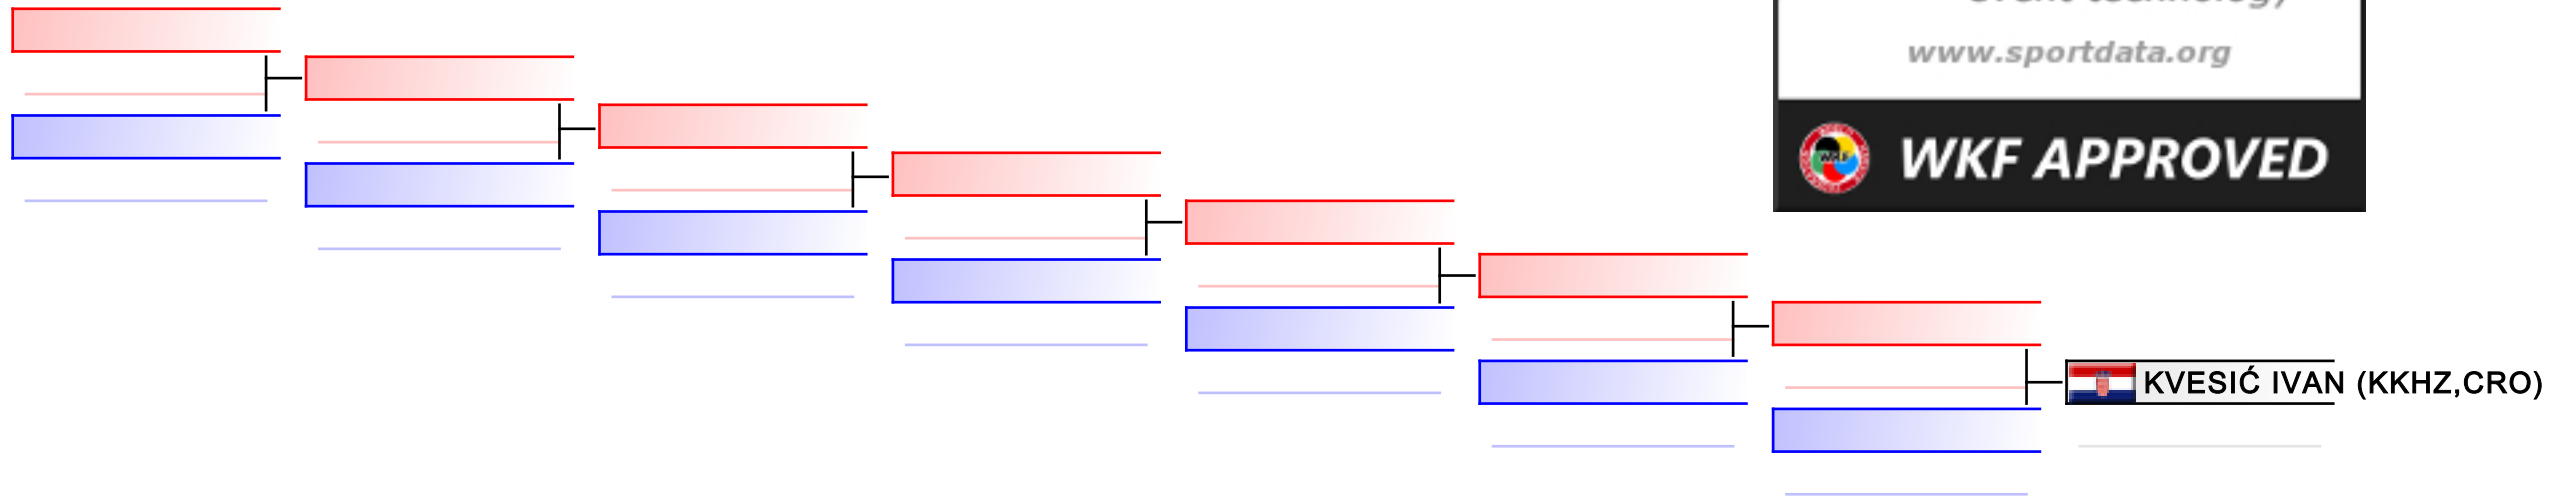 www.sportdata.org
WKF APPROVED
KVESIĆ IVAN (KKHZ,CRO)